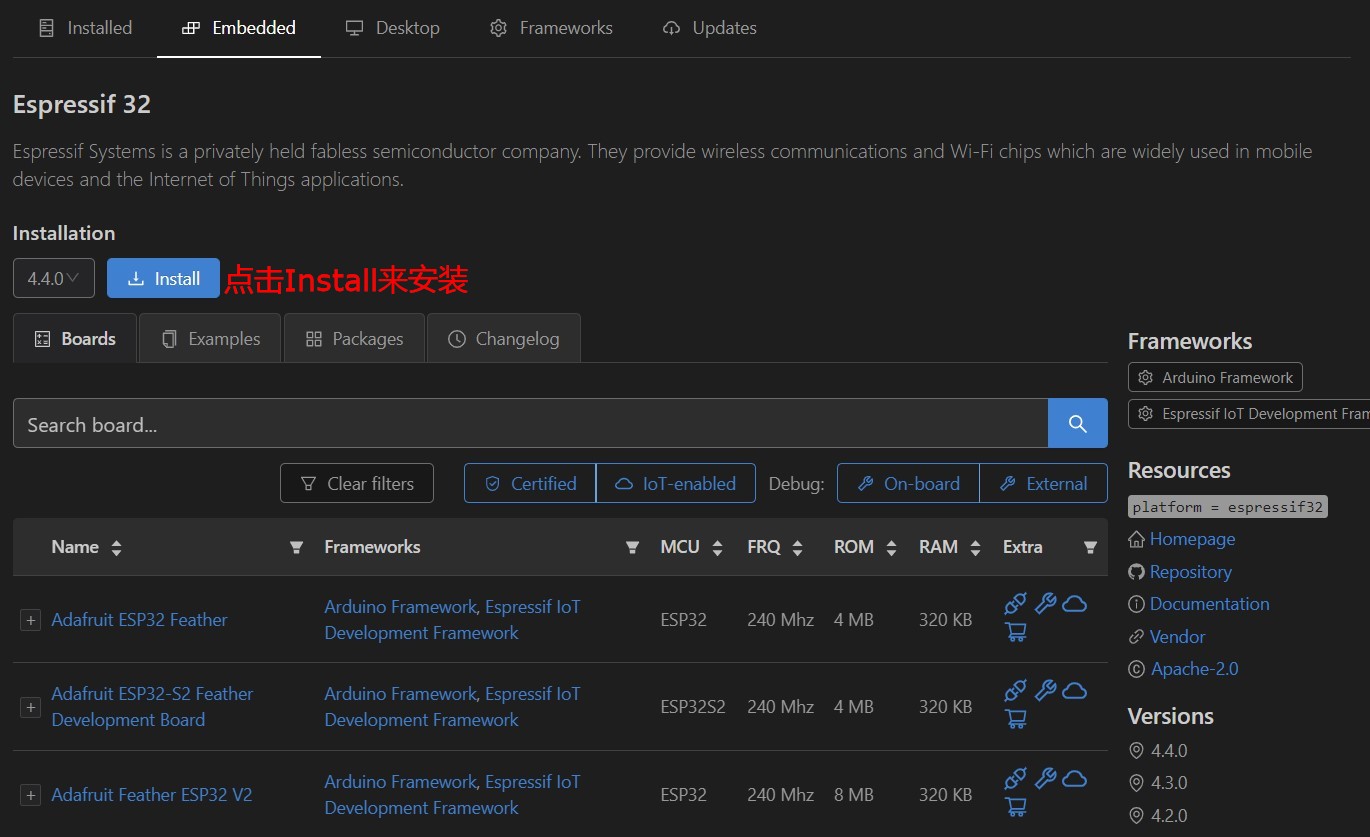 Installed Embedded Desktop Frameworks Updates
Espressif 32
Espressif Systems is a privately held fabless semiconductor company. They provide wireless communications and Wi-Fi chips which are widely used in mobile
devices and the Internet of Things applications.
Installation
4.4.0 Install 点击Install来安装
Boards Examples Packages Changelog
Search board...
Clear filters Certified IoT-enabled Debug: On-board External
Name Frameworks MCU FRQ ROM RAM Extra
Adafruit ESP32 Feather
Arduino Framework, Espressif IoT
Development Framework
ESP32 240 Mhz 4 MB 320 KB
Adafruit ESP32-S2 Feather
Development Board
Arduino Framework, Espressif IoT
Development Framework
ESP32S2 240 Mhz 4 MB 320 KB
Adafruit Feather ESP32 V2
Arduino Framework, Espressif IoT
Development Framework
ESP32 240 Mhz 8 MB 320 KB
Frameworks
Arduino Framework
Espressif IoT Development Fram
Resources
platform = espressif32
Homepage
Repository
Documentation
Vendor
Apache-2.0
Versions
4.4.0
4.3.0
4.2.0